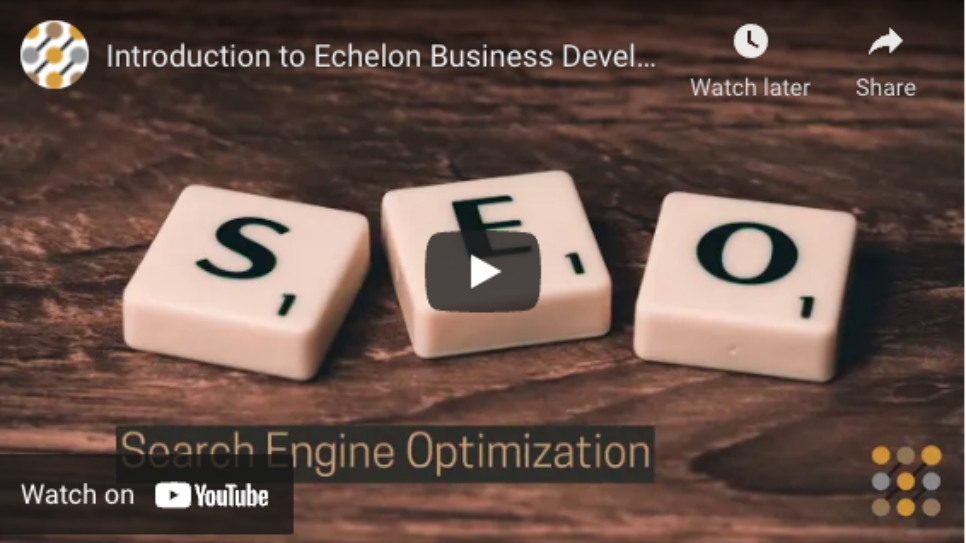 Introduction to Echelon Business Devel...
Watch later
Share
S
1
E
1
O
1
Search Engine Optimization
Watch on YouTube